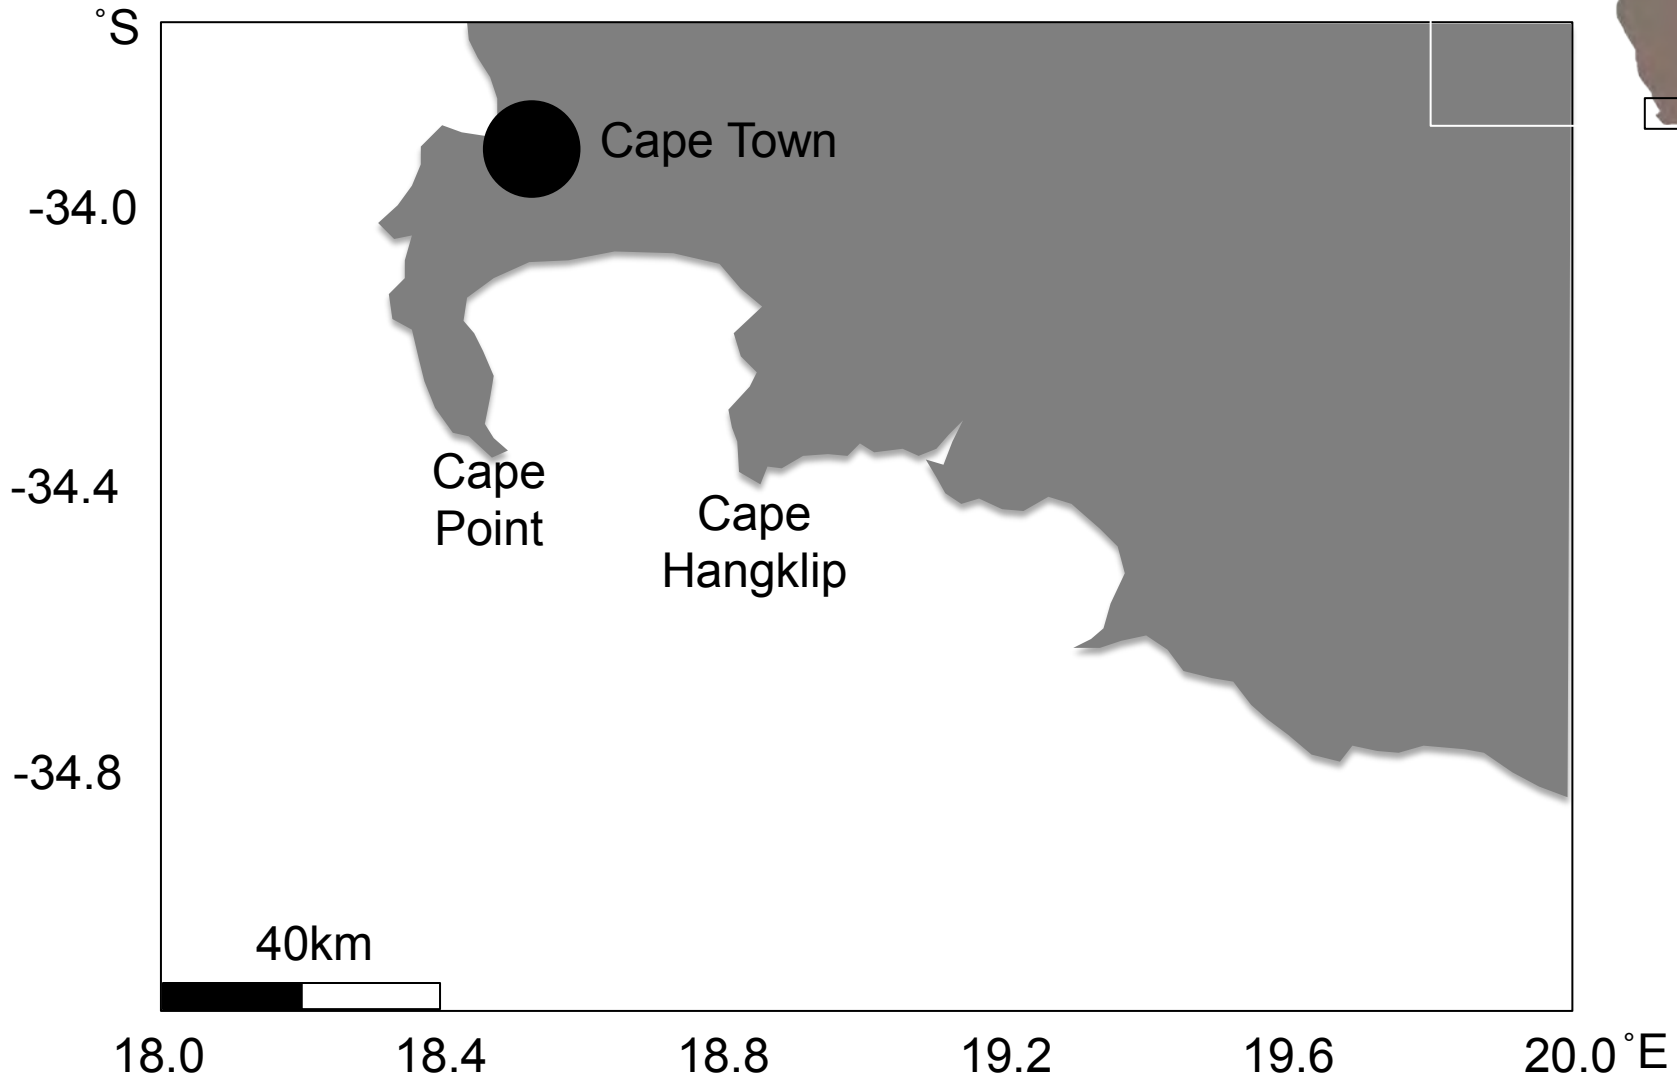 ˚S
Cape Town
-34.0
-34.4
Cape
Point
Cape
Hangklip
-34.8
40km
18.0 18.4 18.8 19.2 19.6 20.0 ˚E